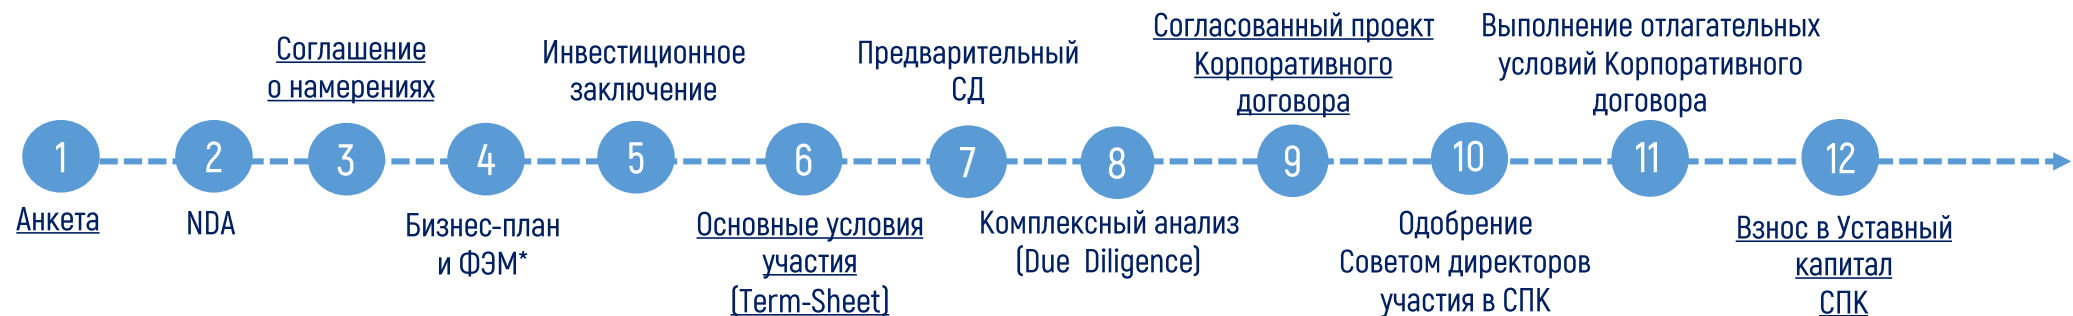 1
Анкета
2
NDA
Соглашение
о намерениях
3
4
Бизнес-план
и ФЭМ*
Инвестиционное
заключение
5
6
Основные условия
участия
(Term-Sheet)
Предварительный
СД
7
8
Комплексный анализ
(Due Diligence)
Согласованный проект
Корпоративного
договора
9
10
Одобрение
Советом директоров
участия в СПК
Выполнение отлагательных
условий Корпоративного
договора
11
12
Взнос в Уставный
капитал
СПК